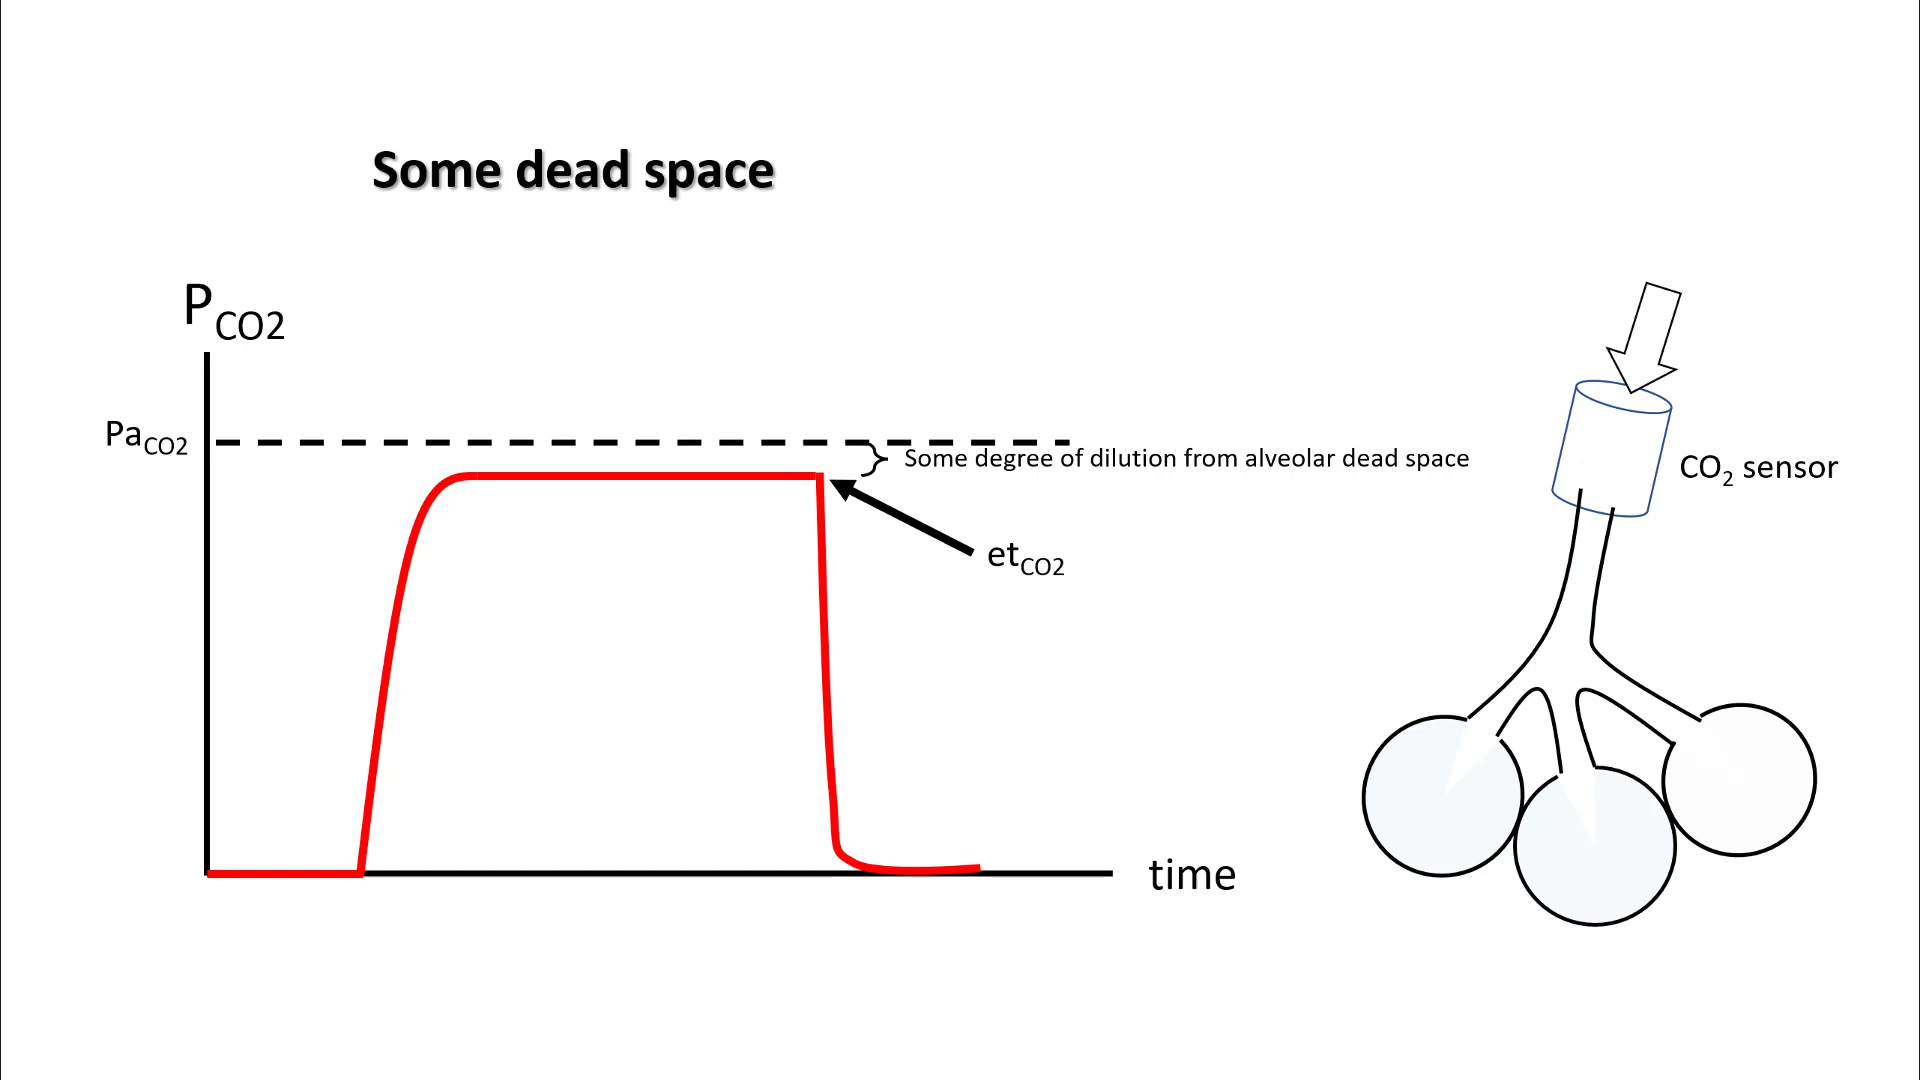 Some dead space
PCO2
PaCO2
Some degree of dilution from alveolar dead space
CO2 sensor
etCO2
time